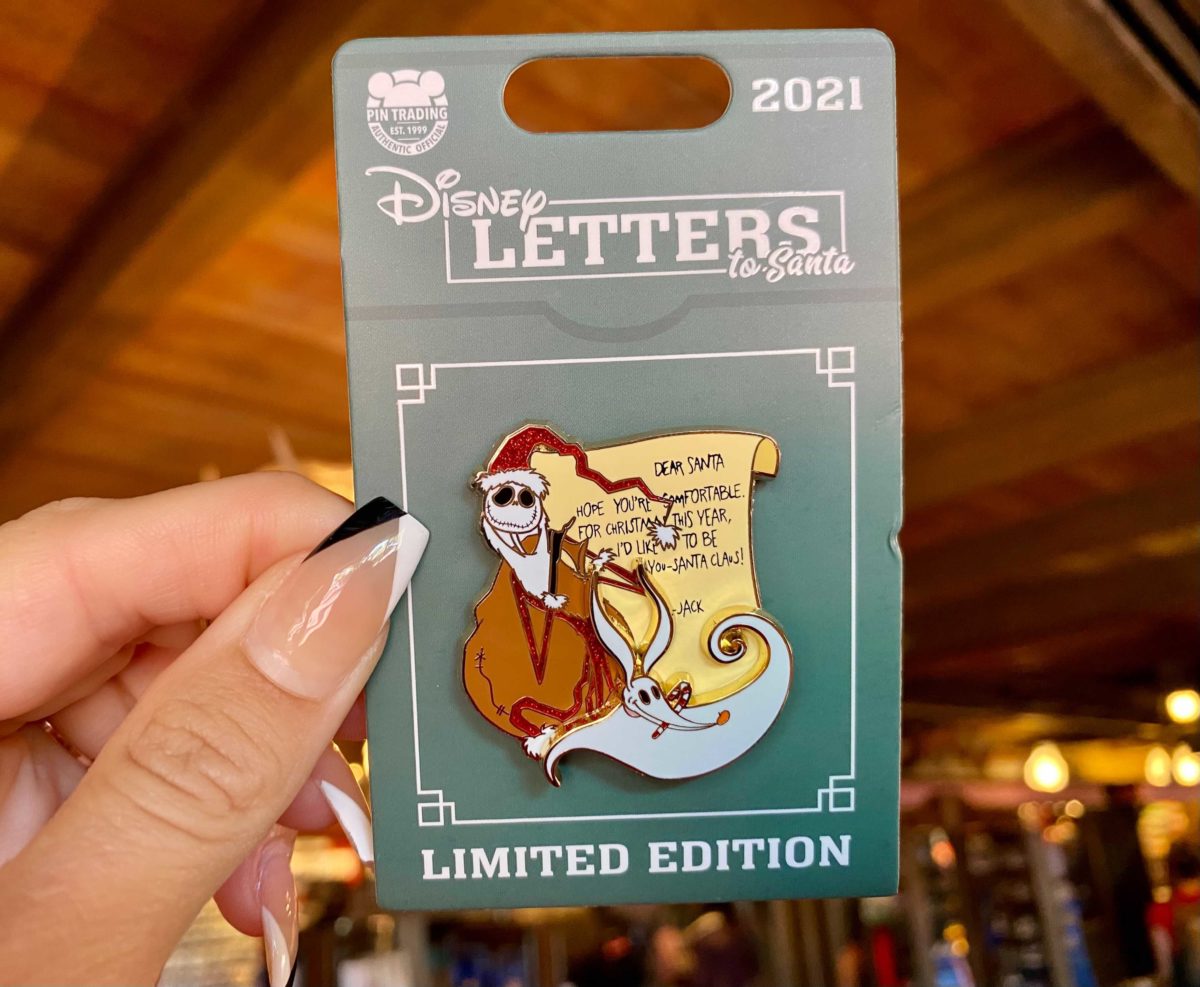 PIN TRADING
EST. 1999
AUTHENTIC OFFICIAL
2021
Disney
LETTERS
to Santa
DEAR SANTA
HOPE YOU'RE COMFORTABLE.
FOR CHRISTMAS THIS YEAR,
I'D LIKE TO BE
YOU-SANTA CLAUS!
-JACK
LIMITED EDITION